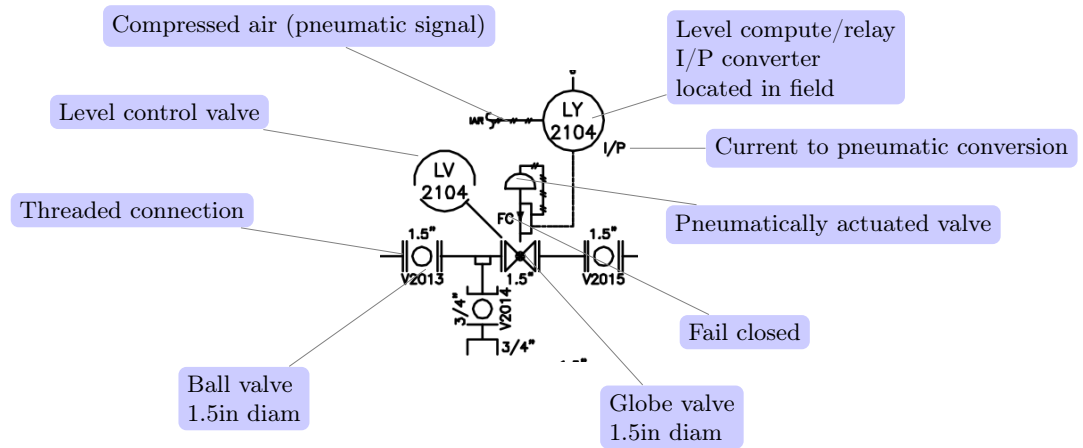 Compressed air (pneumatic signal)
Level compute/relay
I/P converter
located in field
Level control valve
IAR
LY
2104
I/P
Current to pneumatic conversion
LV
2104
Threaded connection
FC
Pneumatically actuated valve
1.5"
1.5"
V2013
1.5"
V2015
3/4"
V2014
Fail closed
3/4"
Ball valve
1.5in diam
Globe valve
1.5in diam